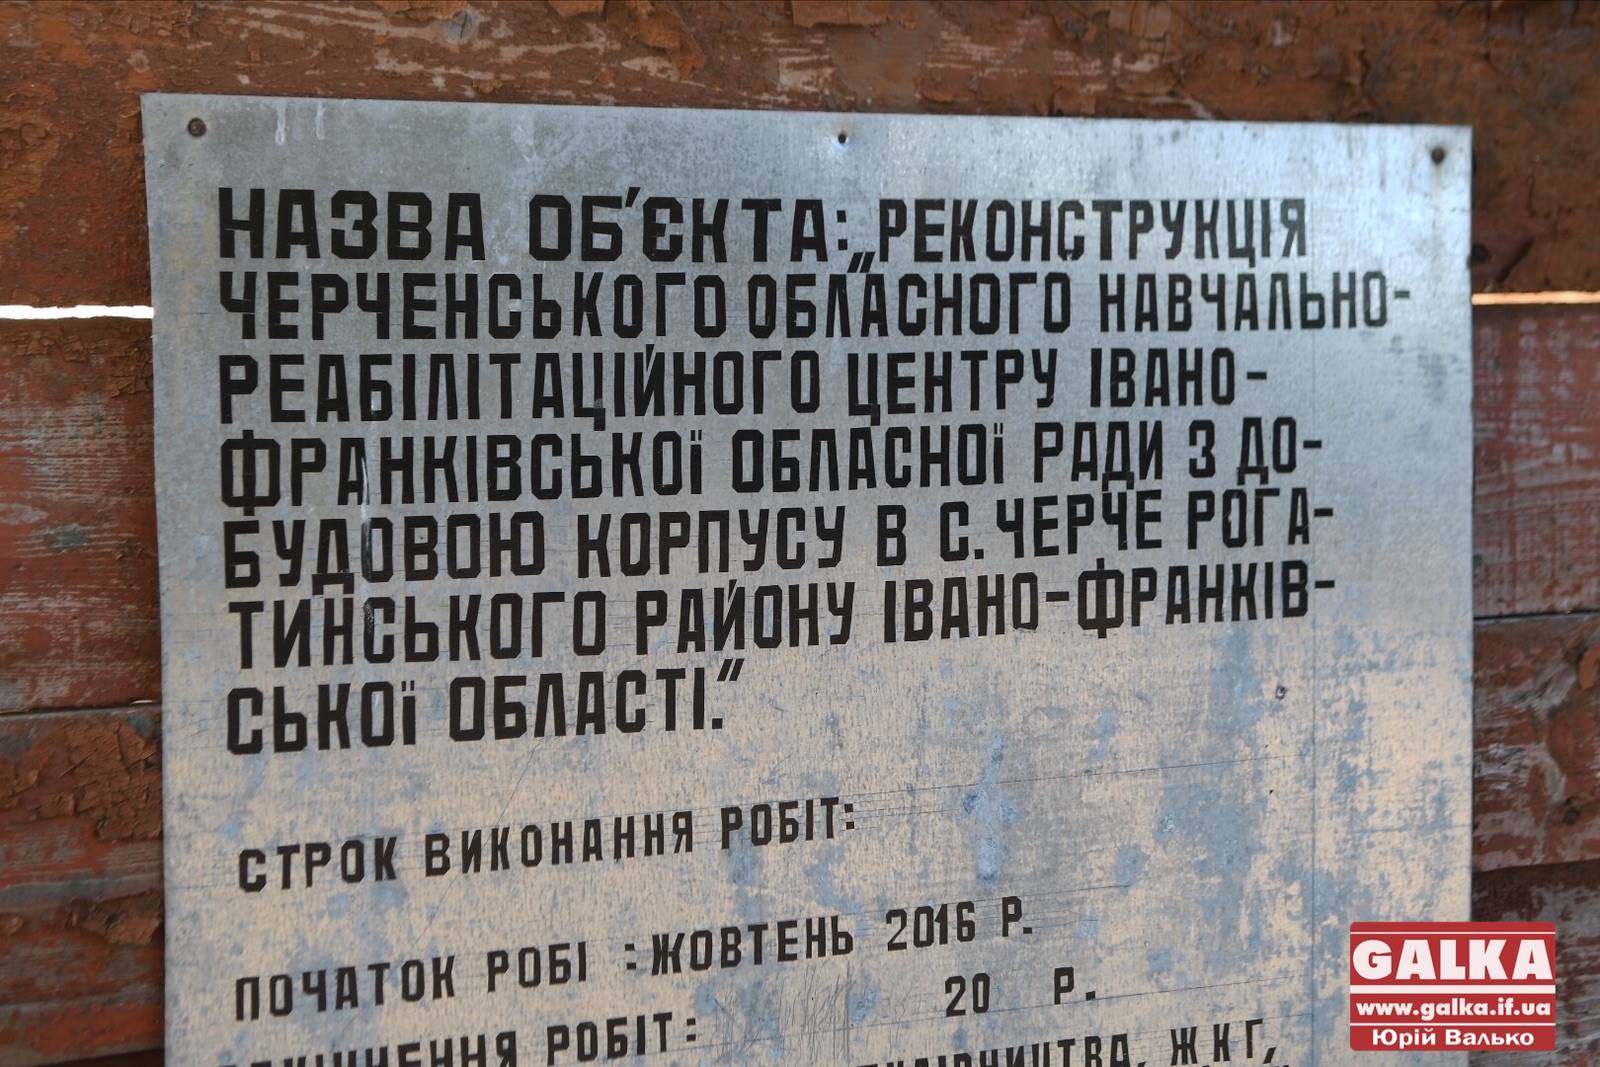 НАЗВА ОБ'ЄКТА: „РЕКОНСТРУКЦІЯ
ЧЕРЧЕНСЬКОГО ОБЛАСНОГО НАВЧАЛЬНО-
РЕАБІЛІТАЦІЙНОГО ЦЕНТРУ ІВАНО-
ФРАНКІВСЬКОЇ ОБЛАСНОЇ РАДИ З ДО-
БУДОВОЮ КОРПУСУ В С. ЧЕРЧЕ РОГА-
ТИНСЬКОГО РАЙОНУ ІВАНО-ФРАНКІВ-
СЬКОЇ ОБЛАСТІ."
СТРОК ВИКОНАННЯ РОБІТ:
ПОЧАТОК РОБІ : ЖОВТЕНЬ 2016 Р.
РОБІТ: 20 Р.
ЖКГ,
GALKA
www.galka.if.ua
Юрій Валько